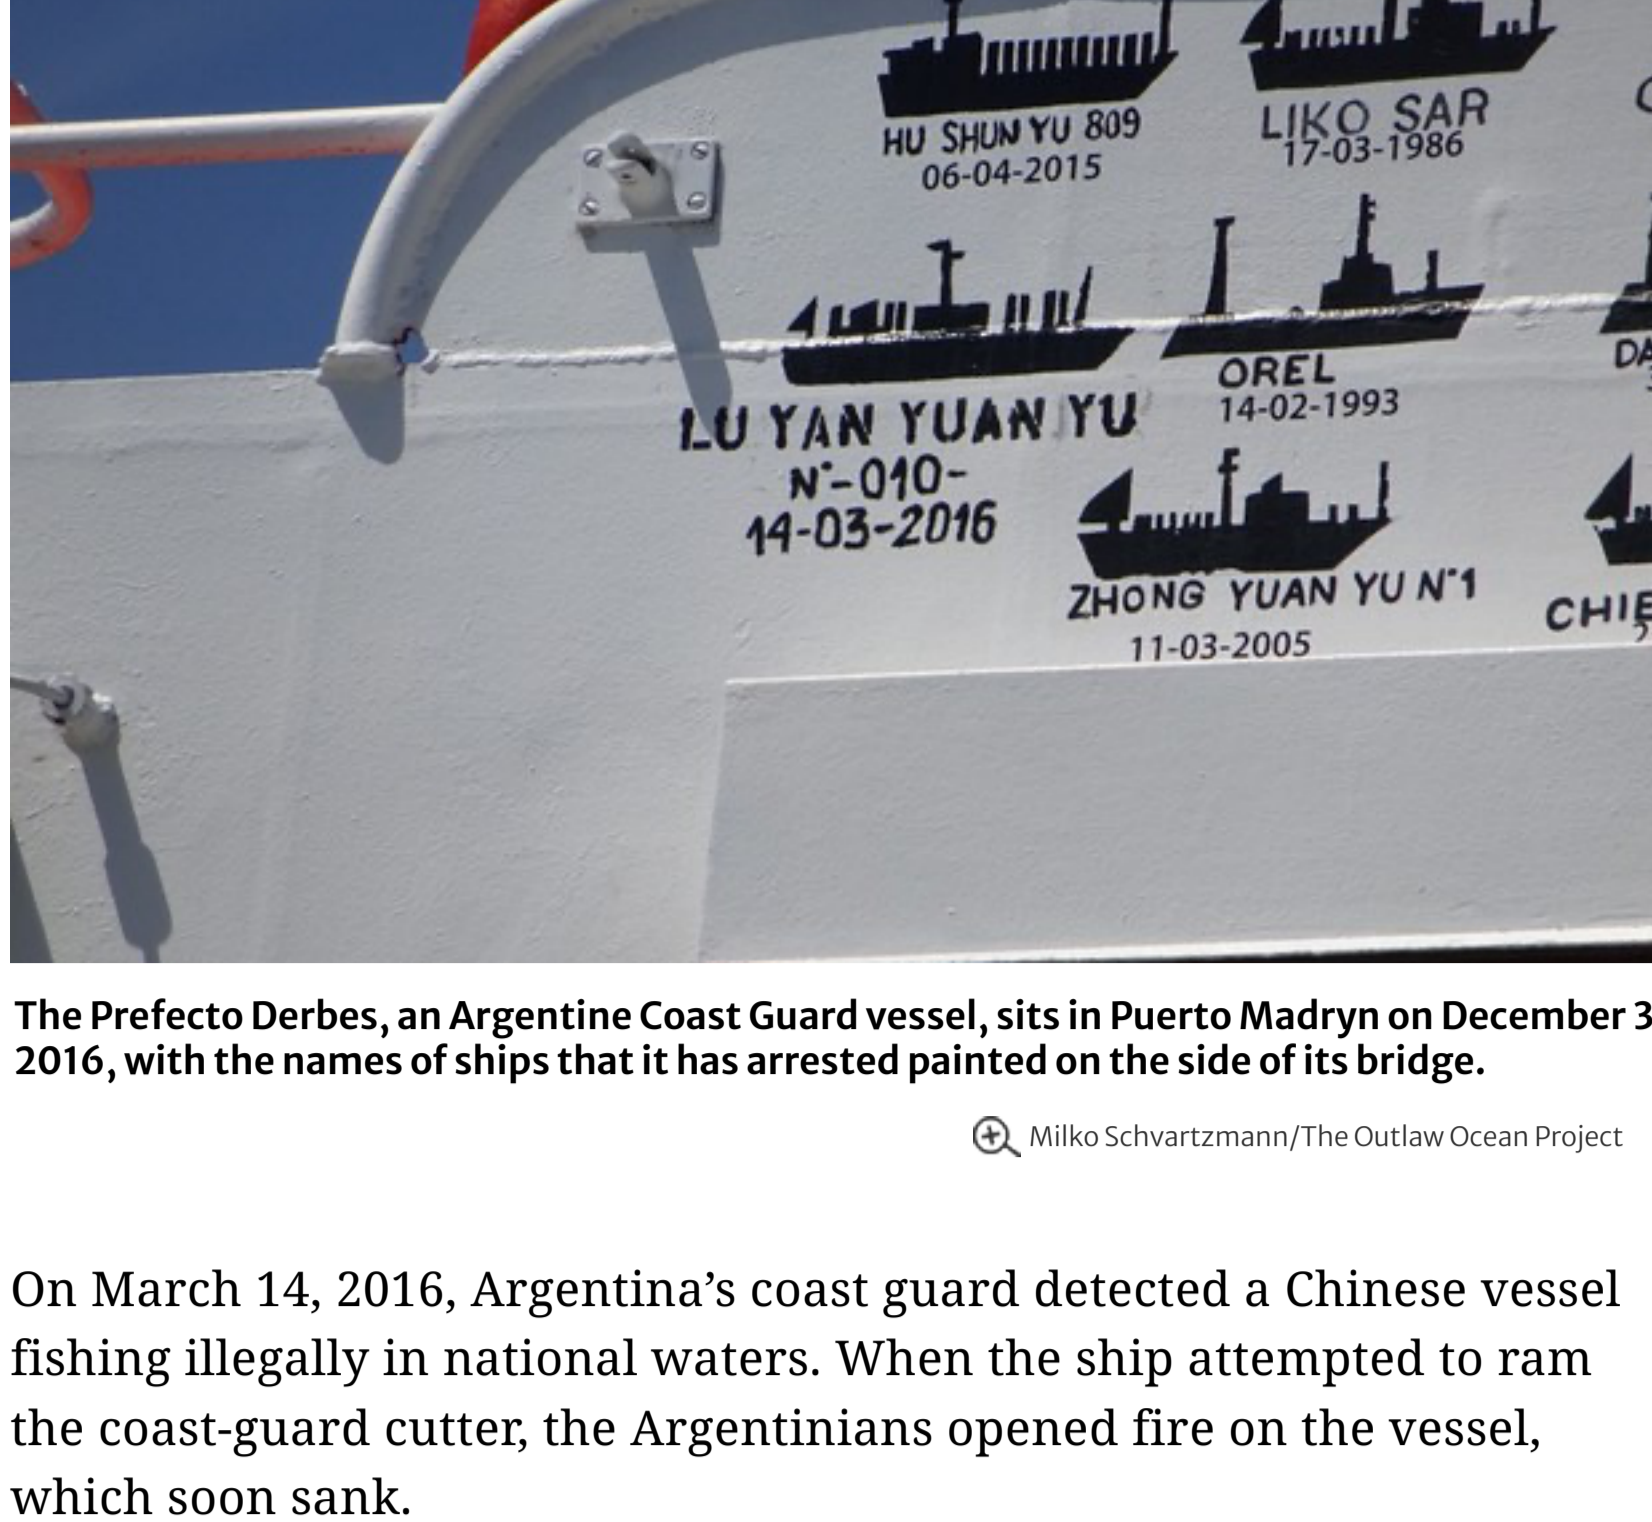 HU SHUN YU 809
06-04-2015
LIKO SAR
17-03-1986
LU YAN YUAN YU
N°-010-
14-03-2016
OREL
14-02-1993
ZHONG YUAN YU N°1
11-03-2005
The Prefecto Derbes, an Argentine Coast Guard vessel, sits in Puerto Madryn on December 3
2016, with the names of ships that it has arrested painted on the side of its bridge.
Milko Schvartzmann/The Outlaw Ocean Project
On March 14, 2016, Argentina’s coast guard detected a Chinese vessel
fishing illegally in national waters. When the ship attempted to ram
the coast-guard cutter, the Argentinians opened fire on the vessel,
which soon sank.